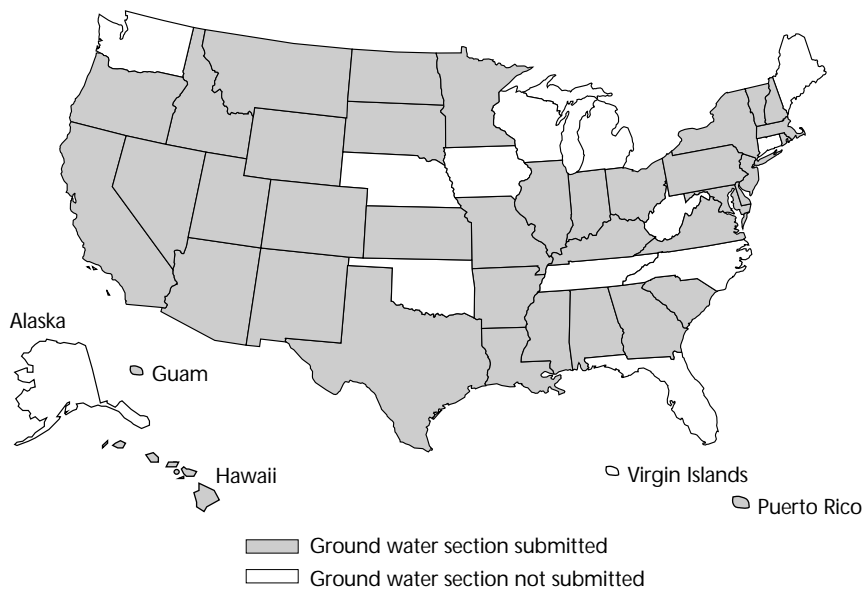 Alaska
Guam
Hawaii
Virgin Islands
Puerto Rico
Ground water section submitted
Ground water section not submitted